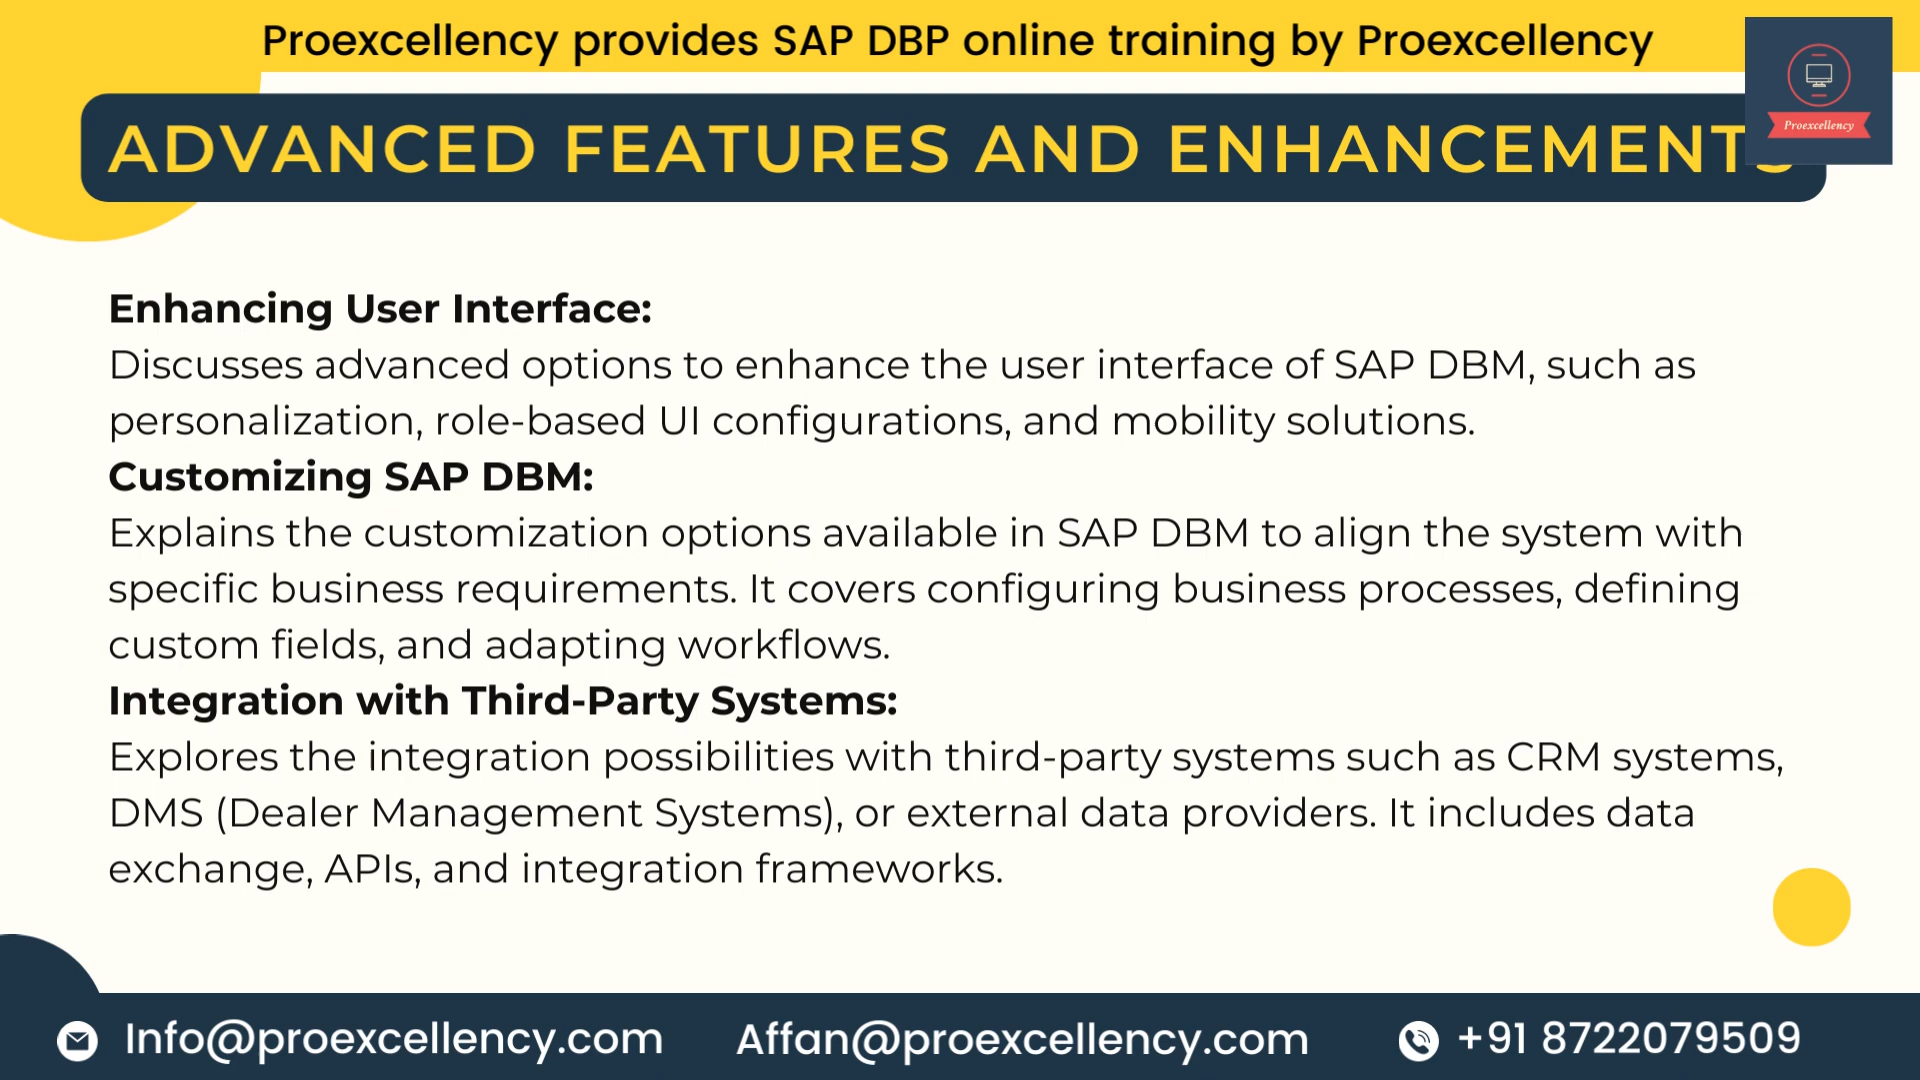 Proexcellency provides SAP DBP online training by Proexcellency
Proexcellency
ADVANCED FEATURES AND ENHANCEMENTS
Enhancing User Interface:
Discusses advanced options to enhance the user interface of SAP DBM, such as
personalization, role-based UI configurations, and mobility solutions.
Customizing SAP DBM:
Explains the customization options available in SAP DBM to align the system with
specific business requirements. It covers configuring business processes, defining
custom fields, and adapting workflows.
Integration with Third-Party Systems:
Explores the integration possibilities with third-party systems such as CRM systems,
DMS (Dealer Management Systems), or external data providers. It includes data
exchange, APIs, and integration frameworks.
Info@proexcellency.com Affan@proexcellency.com +91 8722079509